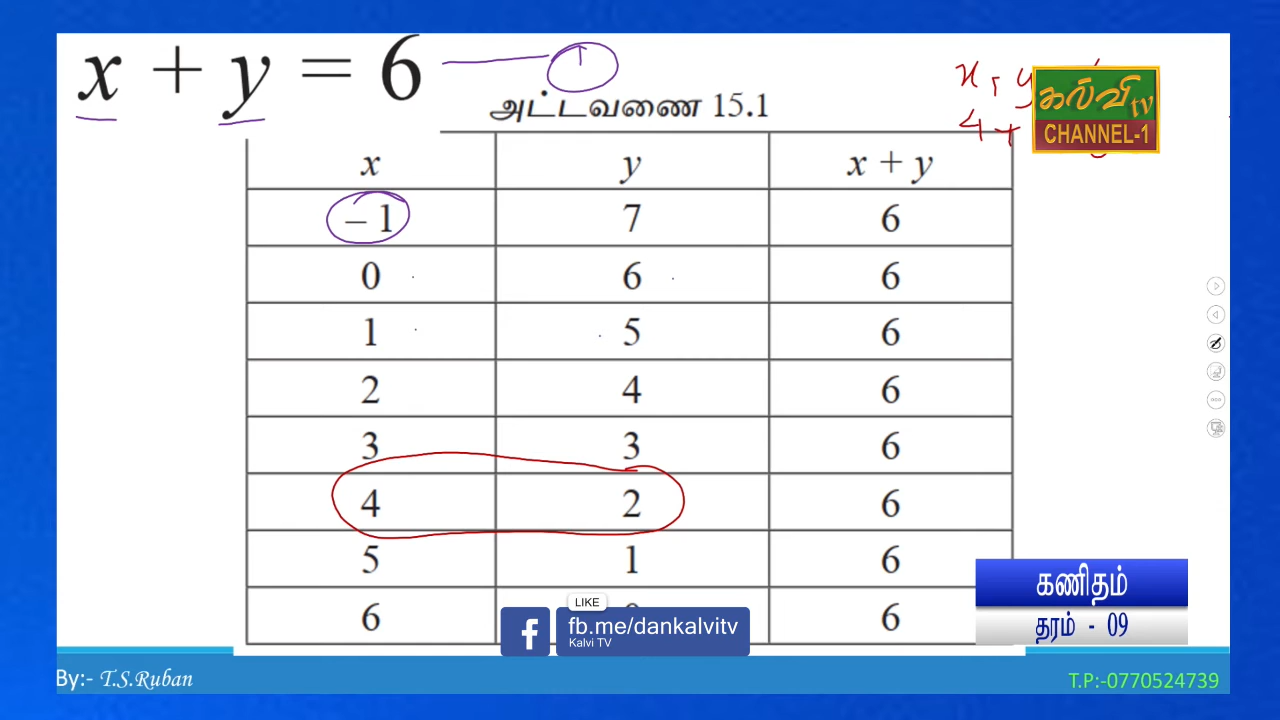 x + y = 6
1
x, y
4 +
கல்வி tv
CHANNEL-1
அட்டவணை 15.1
x y x + y
– 1 7 6
0 6 6
1 5 6
2 4 6
3 3 6
4 2 6
5 1 6
6 6
கணிதம்
தரம் - 09
LIKE
f fb.me/dankalvitv
Kalvi TV
By:- T.S.Ruban
T.P:-0770524739